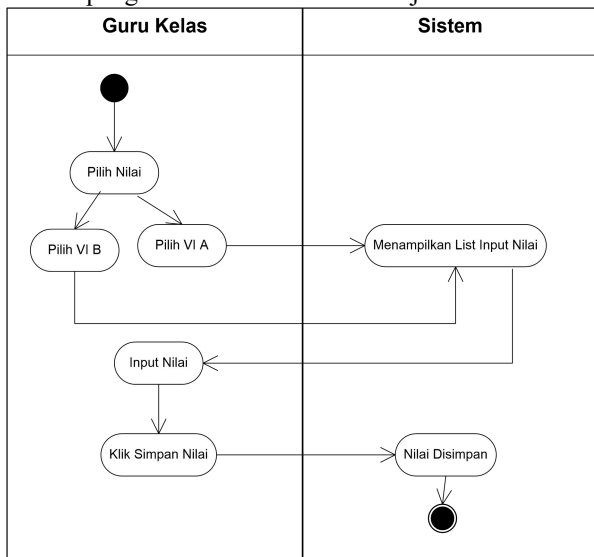 Guru Kelas
Sistem
Pilih Nilai
Pilih VI B
Pilih VI A
Menampilkan List Input Nilai
Input Nilai
Klik Simpan Nilai
Nilai Disimpan